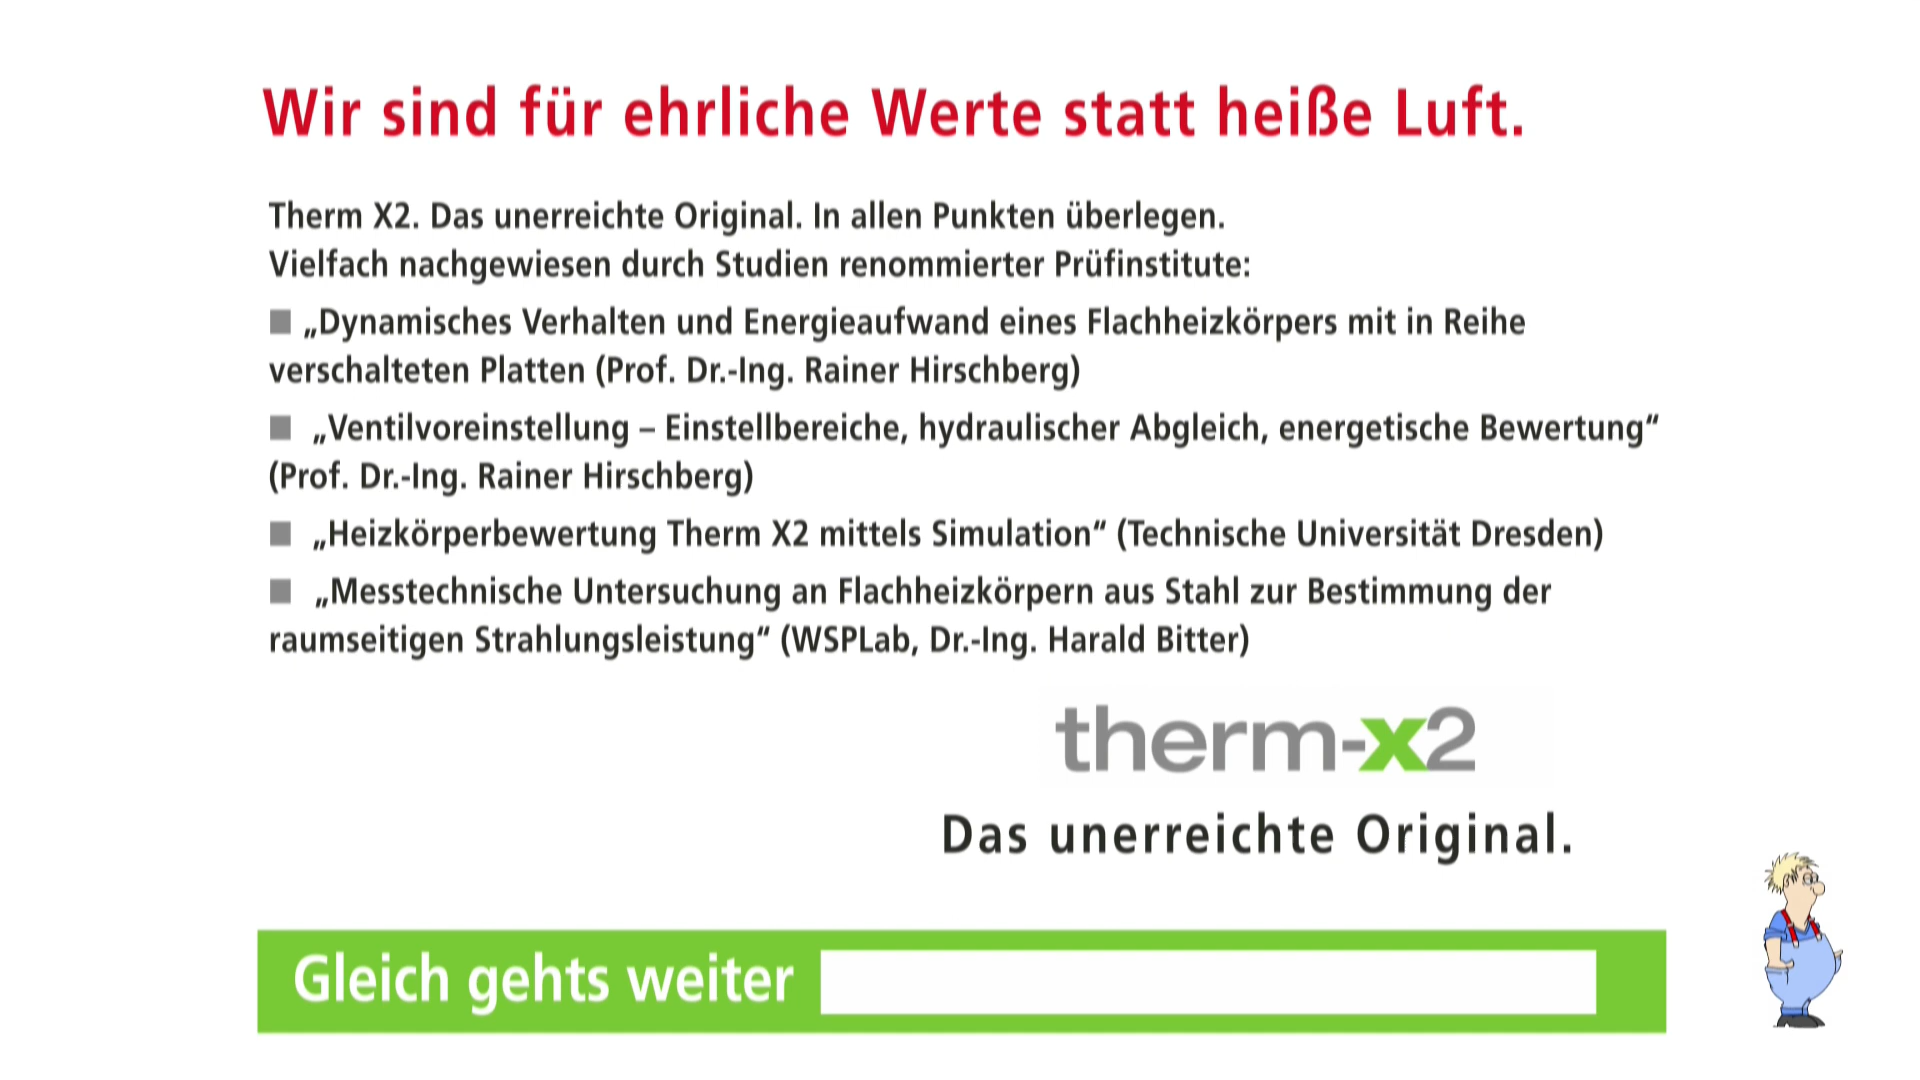 Wir sind für ehrliche Werte statt heiße Luft.
Therm X2. Das unerreichte Original. In allen Punkten überlegen.
Vielfach nachgewiesen durch Studien renommierter Prüfinstitute:
■ „Dynamisches Verhalten und Energieaufwand eines Flachheizkörpers mit in Reihe
verschalteten Platten (Prof. Dr.-Ing. Rainer Hirschberg)
■ „Ventilvoreinstellung – Einstellbereiche, hydraulischer Abgleich, energetische Bewertung“
(Prof. Dr.-Ing. Rainer Hirschberg)
■ „Heizkörperbewertung Therm X2 mittels Simulation“ (Technische Universität Dresden)
■ „Messtechnische Untersuchung an Flachheizkörpern aus Stahl zur Bestimmung der
raumseitigen Strahlungsleistung“ (WSPLab, Dr.-Ing. Harald Bitter)
therm-x2
Das unerreichte Original.
Gleich gehts weiter